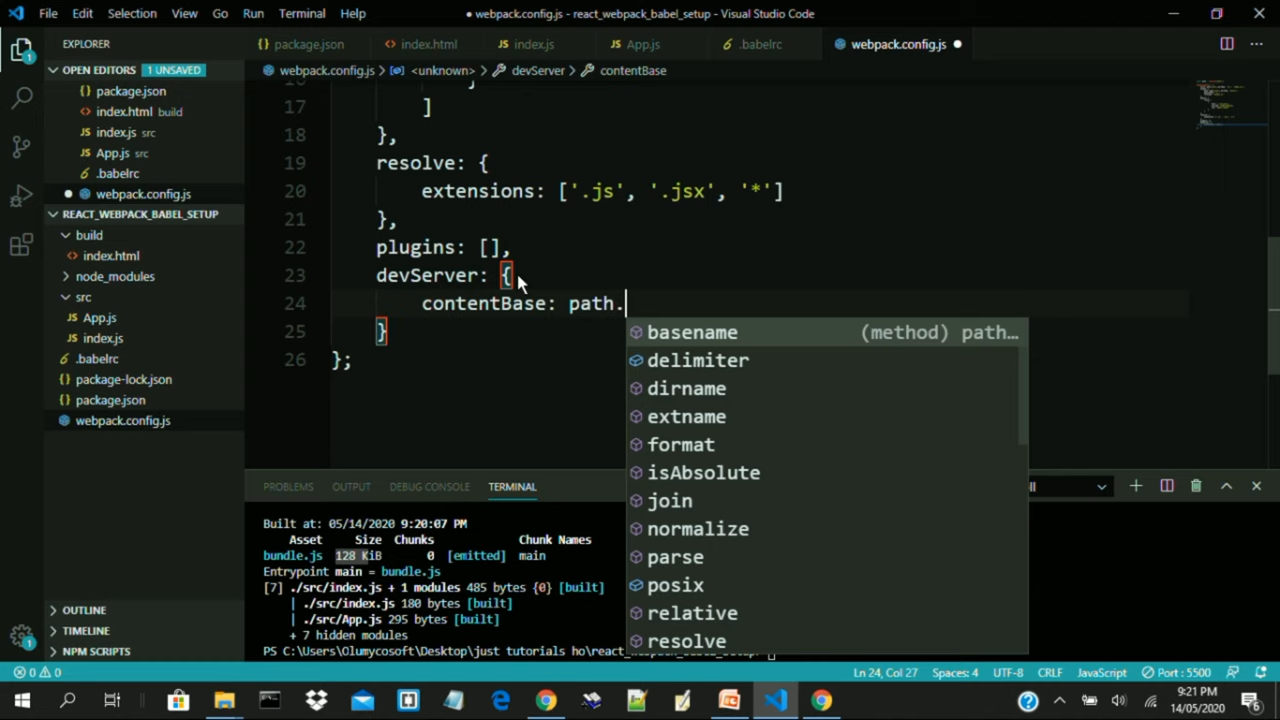 File Edit Selection View Go Run Terminal Help
● webpack.config.js - react_webpack_babel_setup - Visual Studio Code
EXPLORER
package.json index.html index.js App.js .babelrc webpack.config.js
OPEN EDITORS 1 UNSAVED
webpack.config.js > <unknown> > devServer > contentBase
package.json
index.html build
index.js src
App.js src
.babelrc
webpack.config.js
REACT_WEBPACK_BABEL_SETUP
build
index.html
node_modules
src
App.js
index.js
.babelrc
package-lock.json
package.json
webpack.config.js
OUTLINE
TIMELINE
NPM SCRIPTS
17 ]
18 },
19 resolve: {
20 extensions: ['.js', '.jsx', '*']
21 },
22 plugins: [],
23 devServer: {
24 contentBase: path.
25 }
26 };
basename (method) path…
delimiter
dirname
extname
format
isAbsolute
join
normalize
parse
posix
relative
resolve
PROBLEMS OUTPUT DEBUG CONSOLE TERMINAL
Built at: 05/14/2020 9:20:07 PM
Asset Size Chunks Chunk Names
bundle.js 128 KiB 0 [emitted] main
Entrypoint main = bundle.js
[7] ./src/index.js + 1 modules 485 bytes {0} [built]
| ./src/index.js 180 bytes [built]
| ./src/App.js 295 bytes [built]
+ 7 hidden modules
PS C:\Users\Olumycosoft\Desktop\just tutorials
0 0 Ln 24, Col 27 Spaces: 4 UTF-8 CRLF JavaScript Port : 5500
9:21 PM
14/05/2020
6